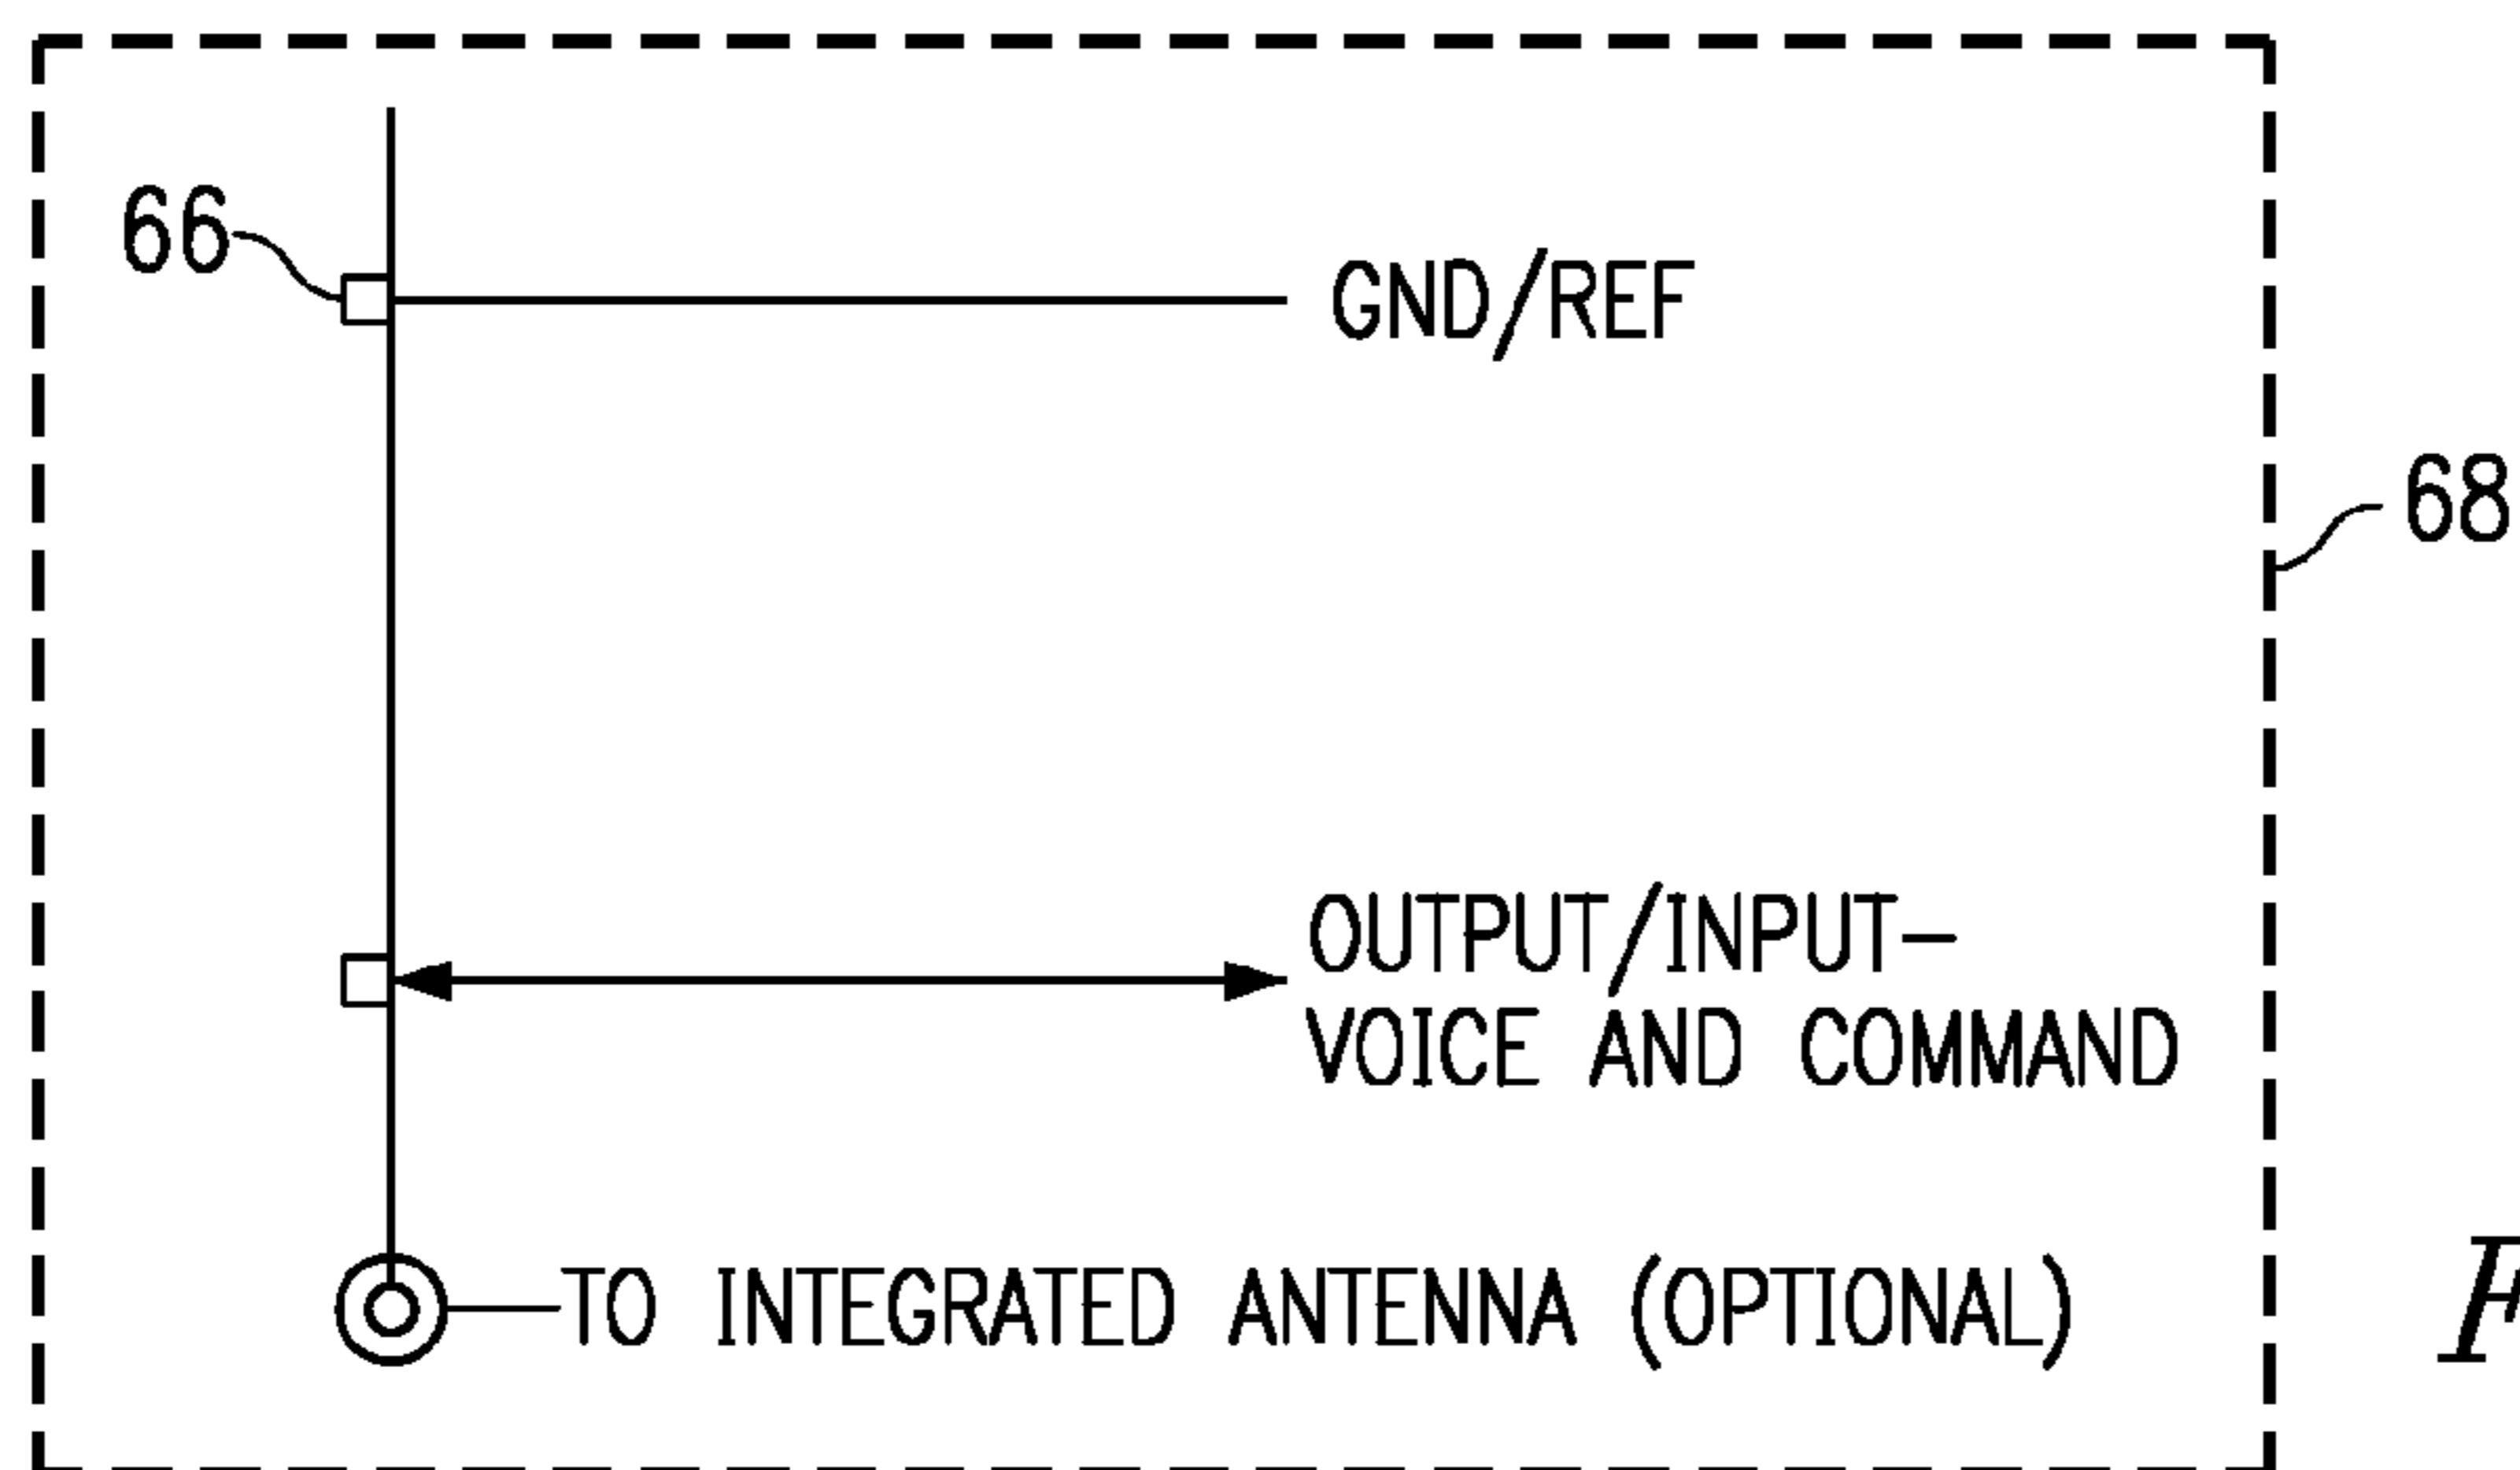 66
GND/REF
68
OUTPUT/INPUT-
VOICE AND COMMAND
TO INTEGRATED ANTENNA (OPTIONAL)